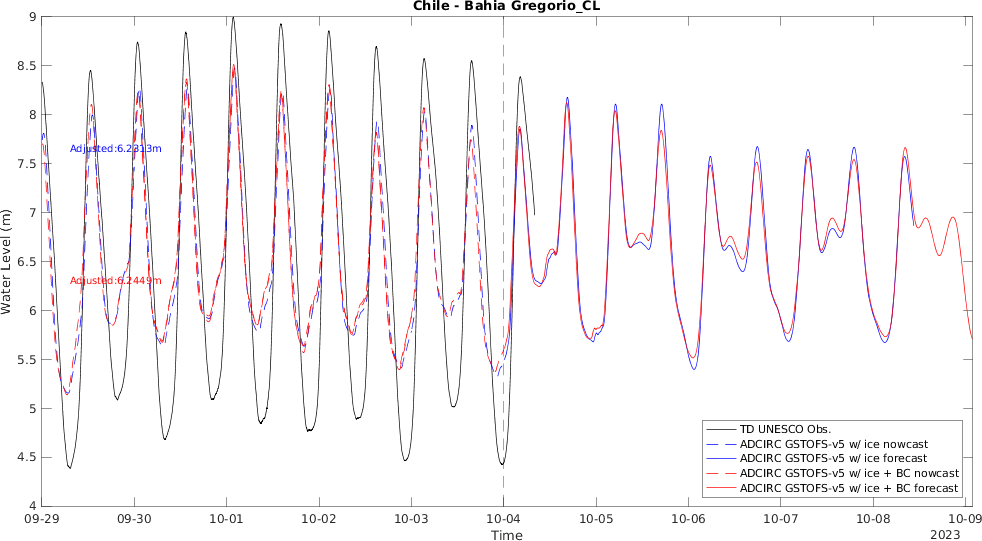 Chile - Bahia Gregorio_CL
Water Level (m)
9
8.5
8
7.5
7
6.5
6
5.5
5
4.5
4
Adjusted:6.2313m
Adjusted:6.2449m
TD UNESCO Obs.
ADCIRC GSTOFS-v5 w/ ice nowcast
ADCIRC GSTOFS-v5 w/ ice forecast
ADCIRC GSTOFS-v5 w/ ice + BC nowcast
ADCIRC GSTOFS-v5 w/ ice + BC forecast
09-29 09-30 10-01 10-02 10-03 10-04 10-05 10-06 10-07 10-08 10-09
Time
2023